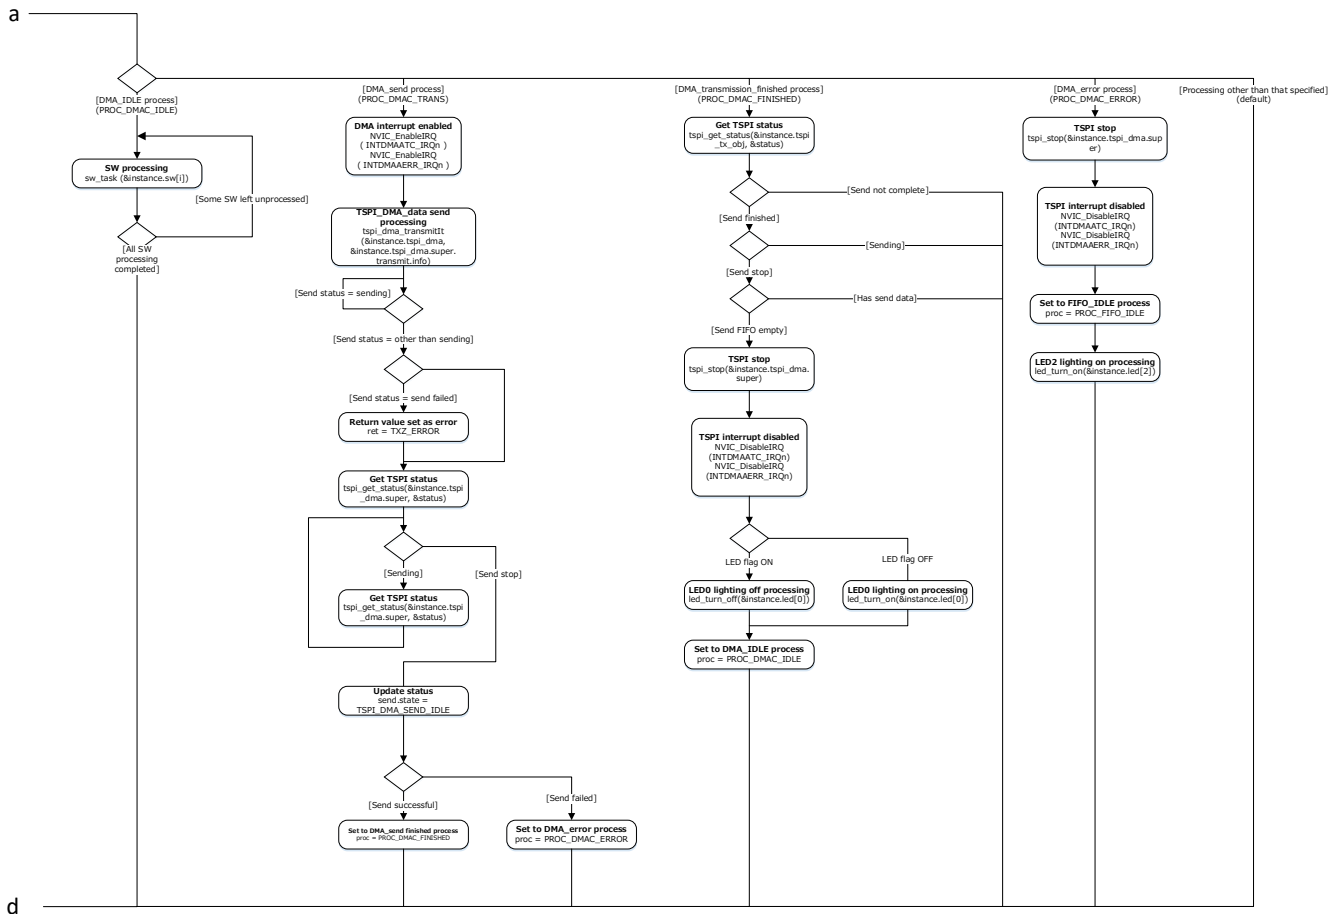 a
[DMA_IDLE process]
(PROC_DMAC_IDLE)
SW processing
sw_task (&instance.sw[i])
[Some SW left unprocessed]
[All SW
processing
completed]
[DMA_send process]
(PROC_DMAC_TRANS)
DMA interrupt enabled
NVIC_EnableIRQ
( INTDMAATC_IRQn )
NVIC_EnableIRQ
( INTDMAAERR_IRQn )
TSPI_DMA_data send
processing
tspi_dma_transmitIt
(&instance.tspi_dma,
&instance.tspi_dma.super.
transmit.info)
[Send status = sending]
[Send status = other than sending]
[Send status = send failed]
Return value set as error
ret = TXZ_ERROR
Get TSPI status
tspi_get_status(&instance.tspi
_dma.super, &status)
[Sending]
[Send stop]
Get TSPI status
tspi_get_status(&instance.tspi
_dma.super, &status)
Update status
send.state =
TSPI_DMA_SEND_IDLE
[Send successful]
[Send failed]
Set to DMA_send finished process
proc = PROC_DMAC_FINISHED
Set to DMA_error process
proc = PROC_DMAC_ERROR
[DMA_transmission_finished process]
(PROC_DMAC_FINISHED)
Get TSPI status
tspi_get_status(&instance.tspi
_tx_obj, &status)
[Send not complete]
[Send finished]
[Sending]
[Send stop]
[Has send data]
[Send FIFO empty]
TSPI stop
tspi_stop(&instance.tspi_dma.
super)
TSPI interrupt disabled
NVIC_DisableIRQ
(INTDMAATC_IRQn)
NVIC_DisableIRQ
(INTDMAAERR_IRQn)
LED flag ON
LED flag OFF
LED0 lighting off processing
led_turn_off(&instance.led[0])
LED0 lighting on processing
led_turn_on(&instance.led[0])
Set to DMA_IDLE process
proc = PROC_DMAC_IDLE
[DMA_error process]
(PROC_DMAC_ERROR)
TSPI stop
tspi_stop(&instance.tspi_dma.sup
er)
TSPI interrupt disabled
NVIC_DisableIRQ
(INTDMAATC_IRQn)
NVIC_DisableIRQ
(INTDMAAERR_IRQn)
Set to FIFO_IDLE process
proc = PROC_FIFO_IDLE
LED2 lighting on processing
led_turn_on(&instance.led[2])
[Processing other than that specified]
(default)
d